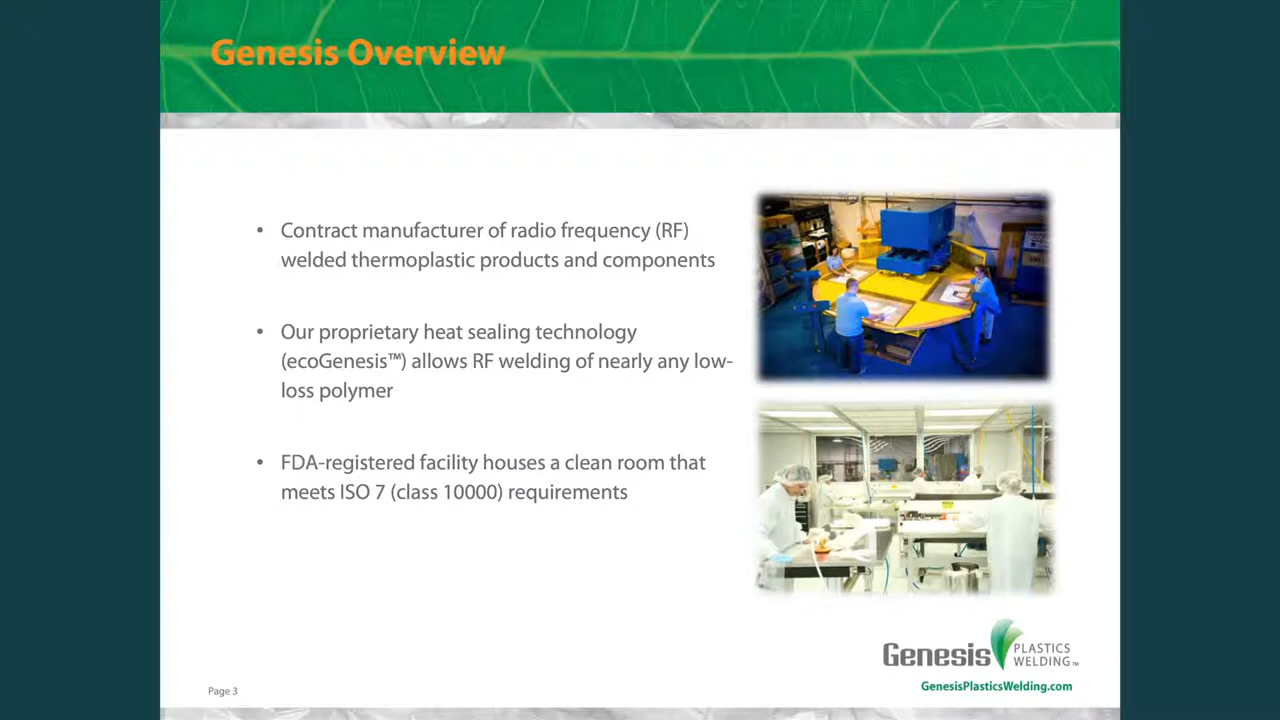 Genesis Overview
• Contract manufacturer of radio frequency (RF)
welded thermoplastic products and components
• Our proprietary heat sealing technology
(ecoGenesis™) allows RF welding of nearly any low-
loss polymer
• FDA-registered facility houses a clean room that
meets ISO 7 (class 10000) requirements
Genesis PLASTICS
WELDING™
GenesisPlasticsWelding.com
Page 3